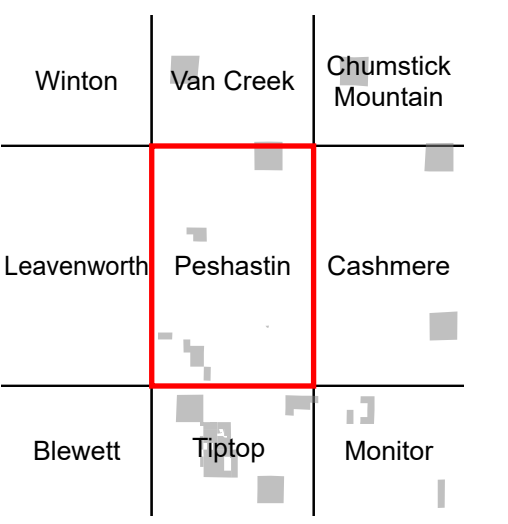 Winton
Van Creek
Chumstick
Mountain
Leavenworth
Peshastin
Cashmere
Blewett
Tiptop
Monitor